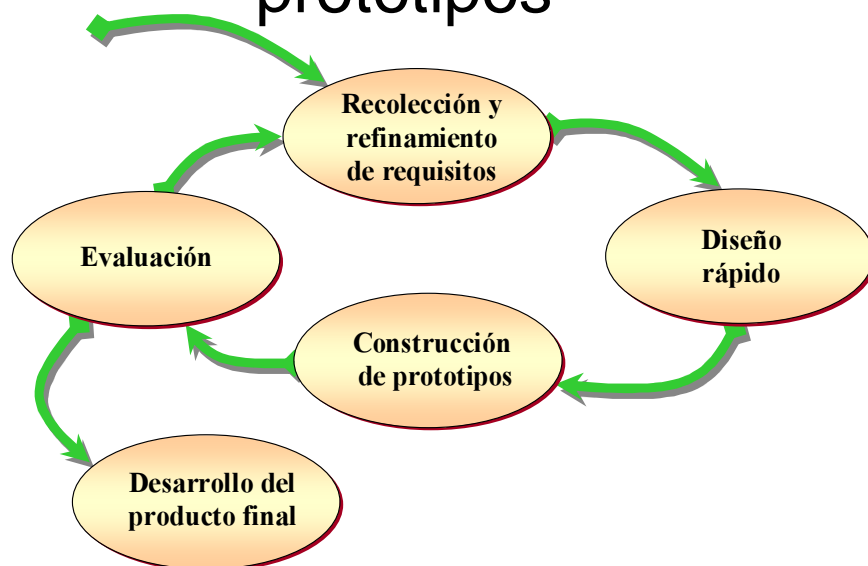 prototipos
Recolección y
refinamiento
de requisitos
Evaluación
Diseño
rápido
Construcción
de prototipos
Desarrollo del
producto final